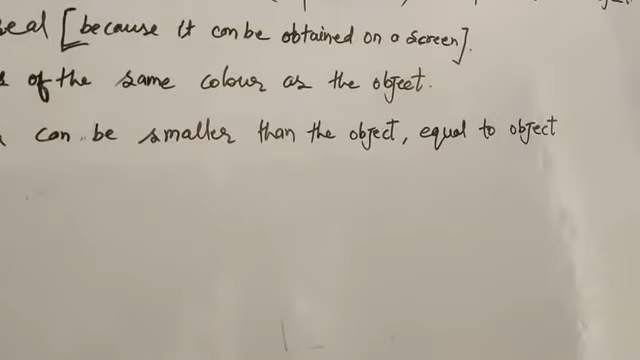 real [because it can be obtained on a screen].
of the same colour as the object.
can be smaller than the object, equal to object